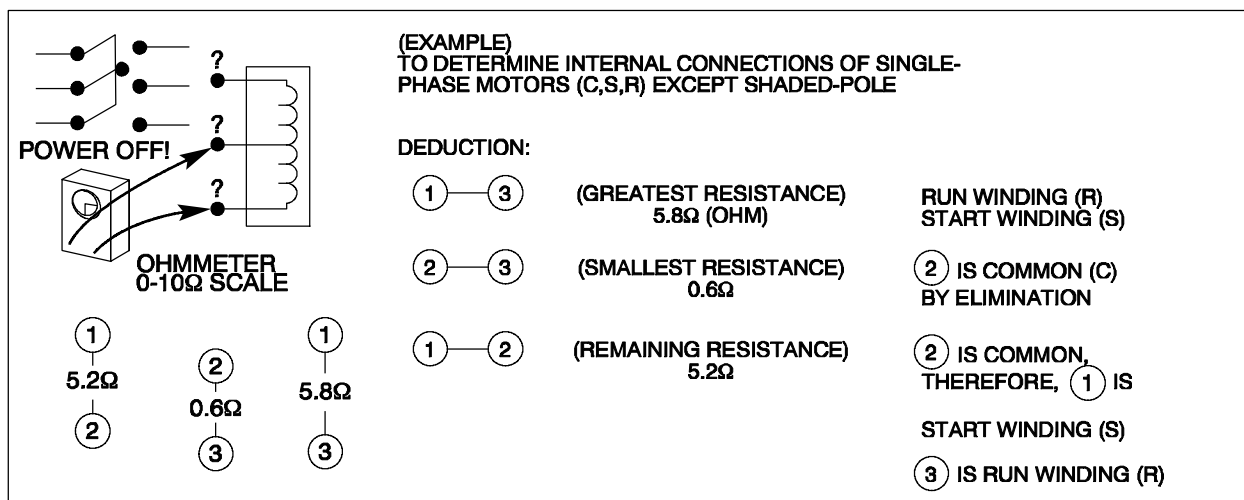 (EXAMPLE)
TO DETERMINE INTERNAL CONNECTIONS OF SINGLE-
PHASE MOTORS (C,S,R) EXCEPT SHADED-POLE
?
?
?
POWER OFF!
OHMMETER
0-10Ω SCALE
1
5.2Ω
2
2
0.6Ω
3
1
5.8Ω
3
DEDUCTION:
1 3 (GREATEST RESISTANCE) RUN WINDING (R)
5.8Ω (OHM) START WINDING (S)
2 3 (SMALLEST RESISTANCE) 2 IS COMMON (C)
0.6Ω BY ELIMINATION
1 2 (REMAINING RESISTANCE) 2 IS COMMON,
5.2Ω THEREFORE, 1 IS
START WINDING (S)
3 IS RUN WINDING (R)